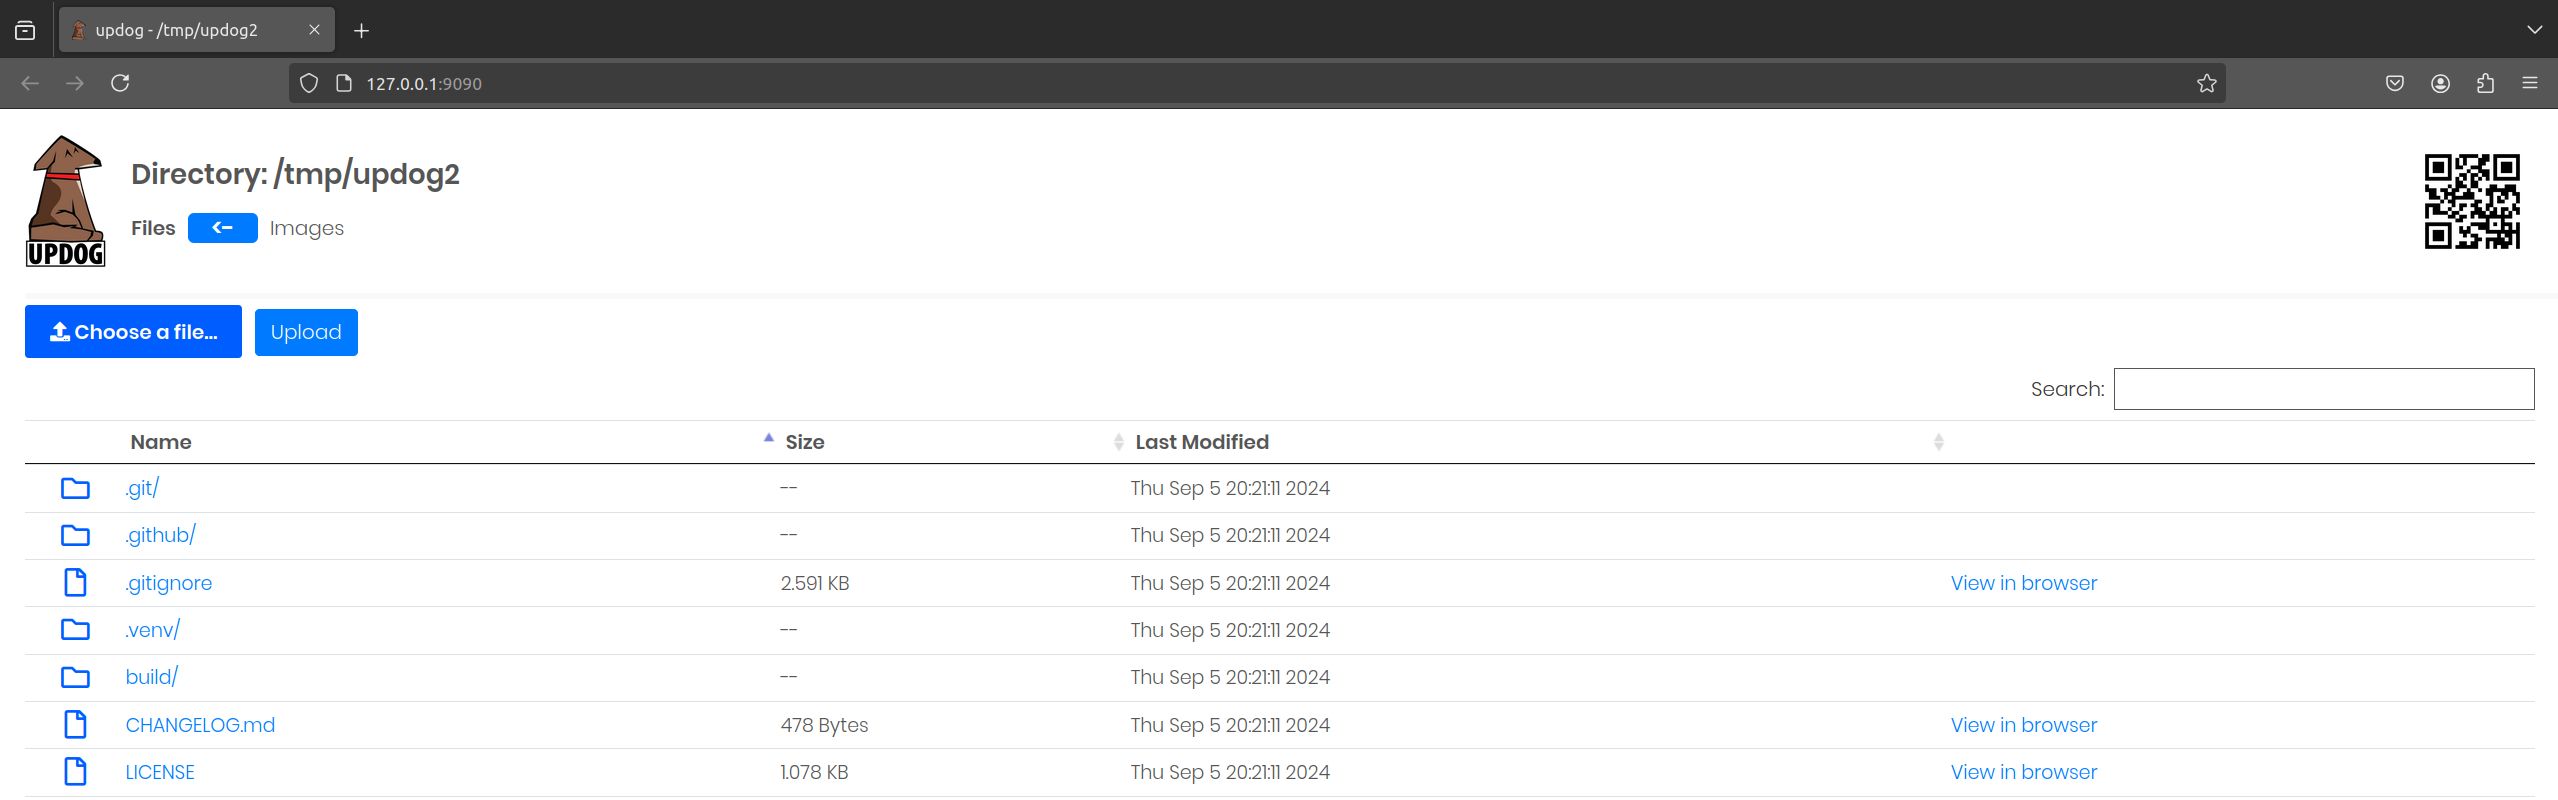 updog - /tmp/updog2
127.0.0.1:9090
Directory: /tmp/updog2
Files <- Images
UPDOG
Choose a file... Upload
Search:
Name Size Last Modified
.git/ -- Thu Sep 5 20:21:11 2024
.github/ -- Thu Sep 5 20:21:11 2024
.gitignore 2.591 KB Thu Sep 5 20:21:11 2024 View in browser
.venv/ -- Thu Sep 5 20:21:11 2024
build/ -- Thu Sep 5 20:21:11 2024
CHANGELOG.md 478 Bytes Thu Sep 5 20:21:11 2024 View in browser
LICENSE 1.078 KB Thu Sep 5 20:21:11 2024 View in browser